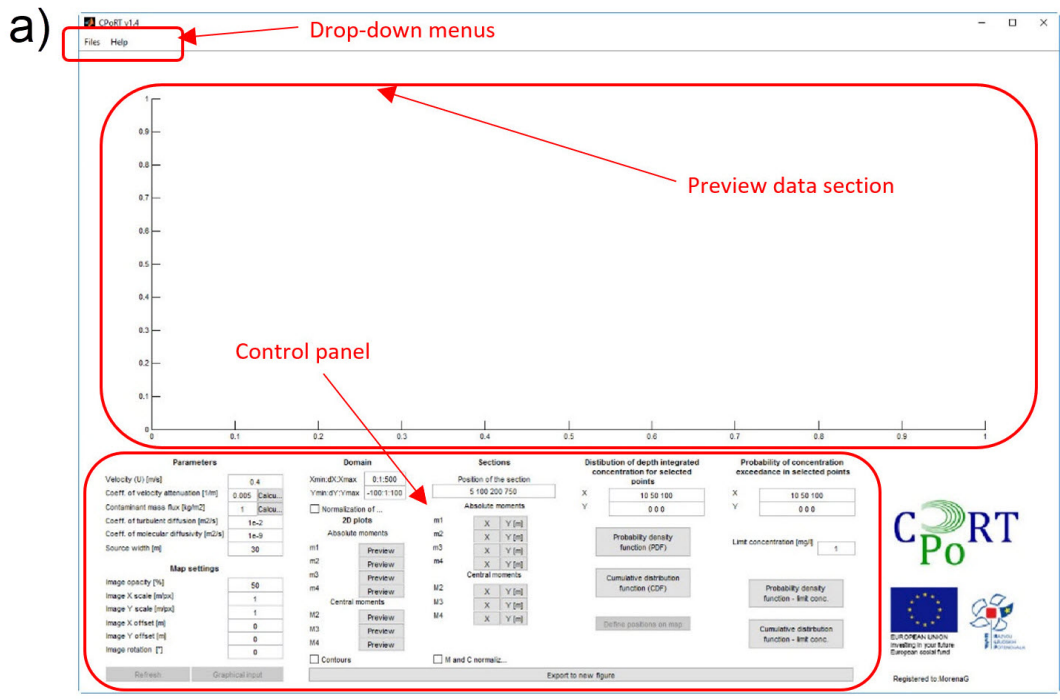 a)
CPoRT v1.4
Files Help
Drop-down menus
Preview data section
Control panel
1
0.9
0.8
0.7
0.6
0.5
0.4
0.3
0.2
0.1
0
0 0.1 0.2 0.3 0.4 0.5 0.6 0.7 0.8 0.9 1
Parameters
Velocity (U) [m/s] 0.4
Coeff. of velocity attenuation [1/m] 0.005 Calcu...
Contaminant mass flux [kg/m2] 1 Calcu...
Coeff. of turbulent diffusion [m2/s] 1e-2
Coeff. of molecular diffusivity [m2/s] 1e-9
Source width [m] 30
Map settings
Image opacity [%] 50
Image X scale [m/px] 1
Image Y scale [m/px] 1
Image X offset [m] 0
Image Y offset [m] 0
Image rotation [°] 0
Refresh Graphical input
Domain
Xmin:dX:Xmax 0:1:500
Ymin:dY:Ymax -100:1:100
Normalization of ...
2D plots
Absolute moments
m1 Preview
m2 Preview
m3 Preview
m4 Preview
Central moments
M2 Preview
M3 Preview
M4 Preview
Contours
Sections
Position of the section
5 100 200 750
Absolute moments
m1 X Y [m]
m2 X Y [m]
m3 X Y [m]
m4 X Y [m]
Central moments
M2 X Y [m]
M3 X Y [m]
M4 X Y [m]
M and C normaliz...
Export to new figure
Distibution of depth integrated
concentration for selected
points
X 10 50 100
Y 0 0 0
Probability density
function (PDF)
Cumulative distribution
function (CDF)
Define positions on map
Probability of concentration
exceedance in selected points
X 10 50 100
Y 0 0 0
Limit concentration [mg/l] 1
Probability density
function - limit conc.
Cumulative distribution
function - limit conc.
CPoRT
EUROPEAN UNION
Investing in your future
European social fund
RAZVOJ
LJUDSKIH
POTENCIJALA
Registered to:MorenaG